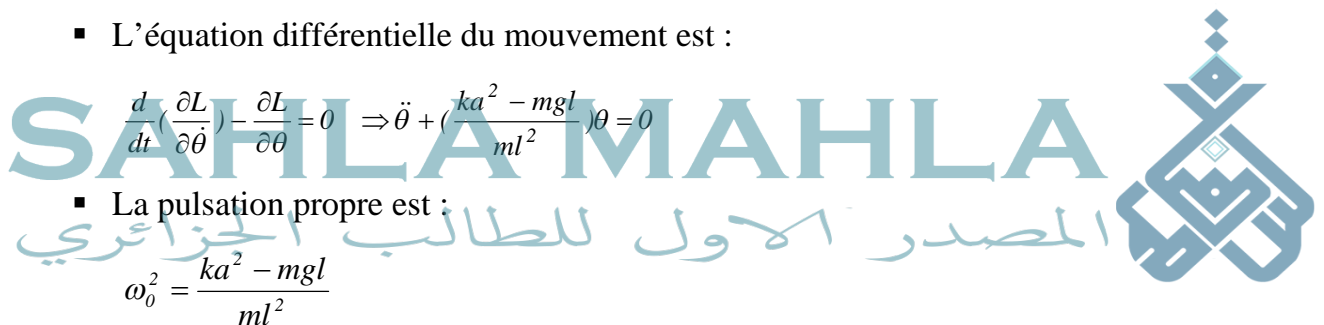 ▪ L’équation différentielle du mouvement est :
d/dt(∂L/∂θ̇) − ∂L/∂θ = 0 ⇒ θ̈ + ((ka² − mgl)/ml²)θ = 0
SAHLA MAHLA
▪ La pulsation propre est :
المصدر الاول للطالب الجزائري
ω₀² = (ka² − mgl)/ml²